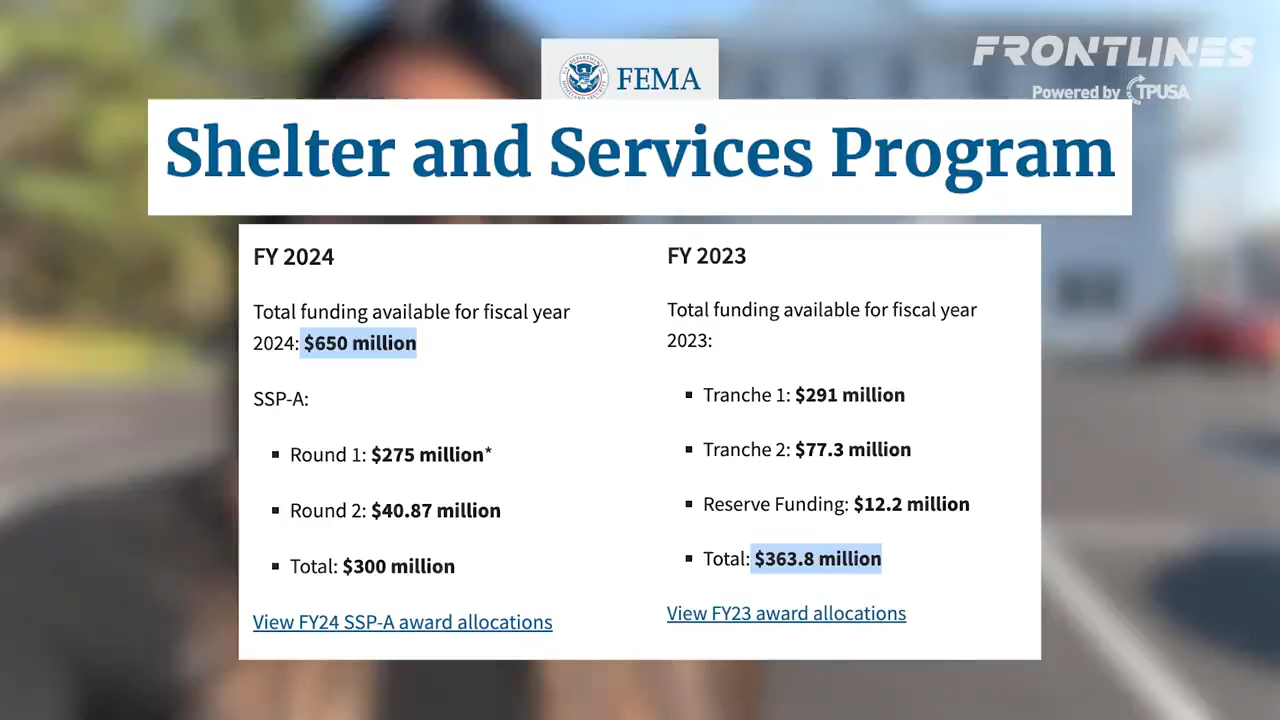 FRONTLINES
Powered by TPUSA
FEMA
Shelter and Services Program
FY 2024
Total funding available for fiscal year
2024: $650 million
SSP-A:
▪ Round 1: $275 million*
▪ Round 2: $40.87 million
▪ Total: $300 million
View FY24 SSP-A award allocations
FY 2023
Total funding available for fiscal year
2023:
▪ Tranche 1: $291 million
▪ Tranche 2: $77.3 million
▪ Reserve Funding: $12.2 million
▪ Total: $363.8 million
View FY23 award allocations